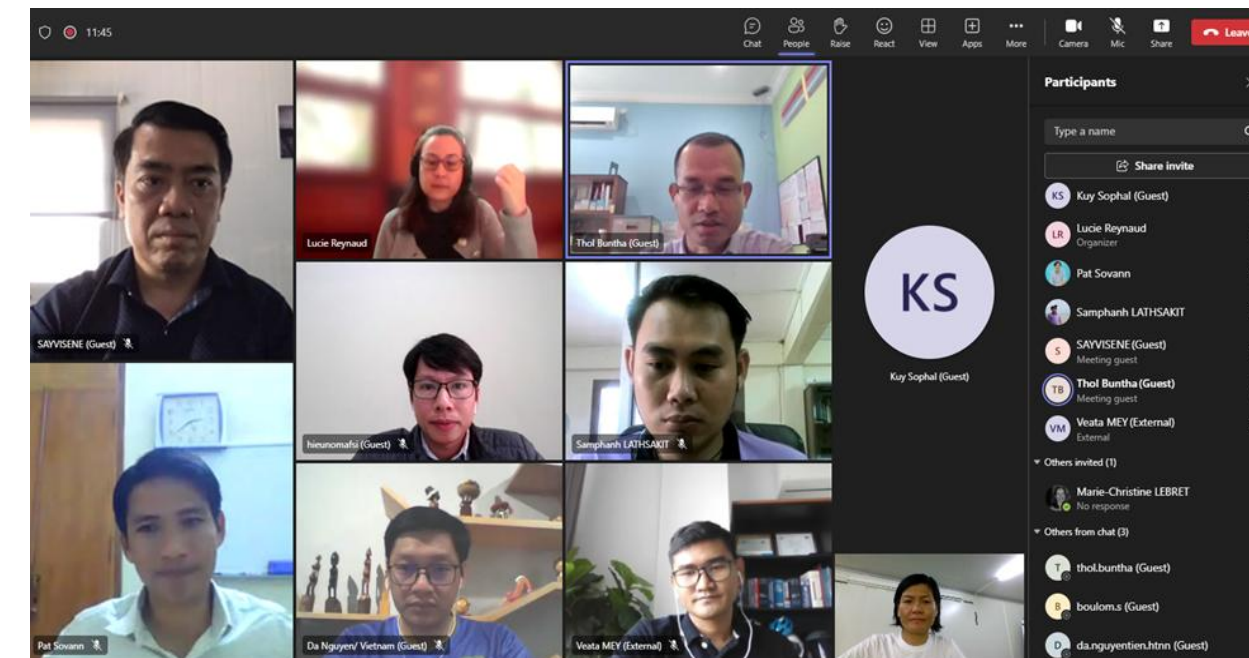 11:45
Chat People Raise React View Apps More Camera Mic Share Leave
SAYVISENE (Guest)
Lucie Reynaud
Thol Buntha (Guest)
hieunomafsi (Guest)
Samphanh LATHSAKIT
KS
Kuy Sophal (Guest)
Pat Sovann
Da Nguyen/ Vietnam (Guest)
Veata MEY (External)
Participants
Type a name
Share invite
KS Kuy Sophal (Guest)
LR Lucie Reynaud
Organizer
Pat Sovann
Samphanh LATHSAKIT
S SAYVISENE (Guest)
Meeting guest
TB Thol Buntha (Guest)
Meeting guest
VM Veata MEY (External)
External
Others invited (1)
Marie-Christine LEBRET
No response
Others from chat (3)
T thol.buntha (Guest)
B boulom.s (Guest)
D da.nguyentien.htnn (Guest)